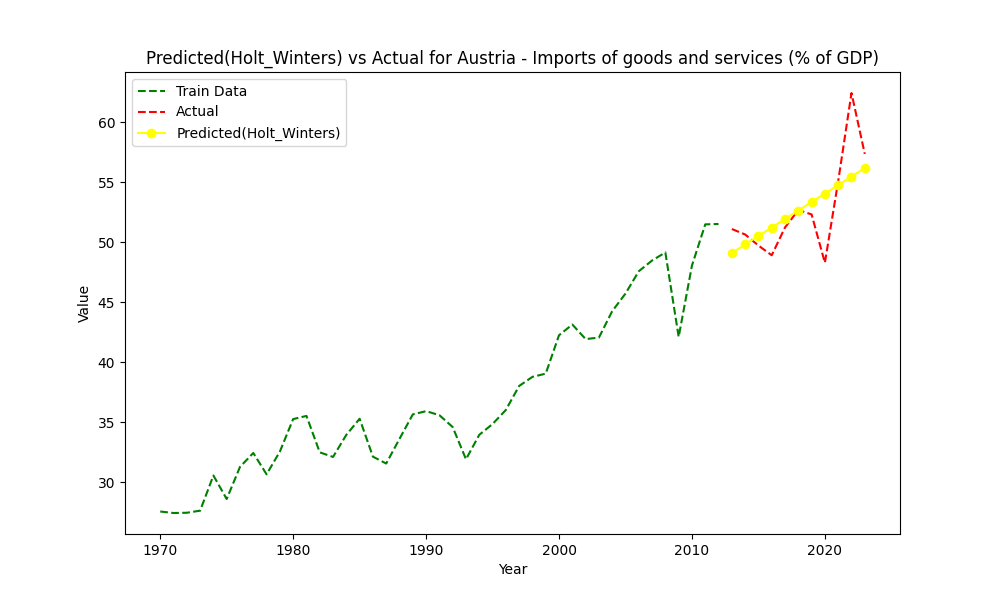 Predicted(Holt_Winters) vs Actual for Austria - Imports of goods and services (% of GDP)
Train Data
Actual
Predicted(Holt_Winters)
60
55
50
45
40
35
30
Value
1970 1980 1990 2000 2010 2020
Year